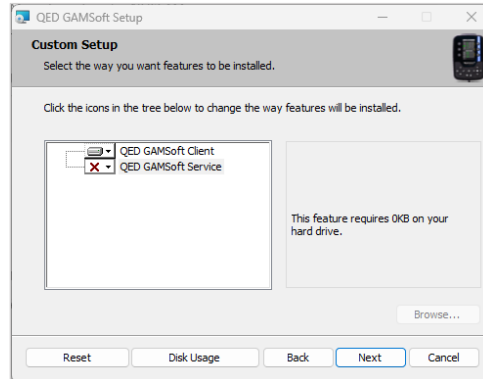 QED GAMSoft Setup
Custom Setup
Select the way you want features to be installed.
Click the icons in the tree below to change the way features will be installed.
QED GAMSoft Client
QED GAMSoft Service
This feature requires 0KB on your
hard drive.
Browse...
Reset Disk Usage Back Next Cancel